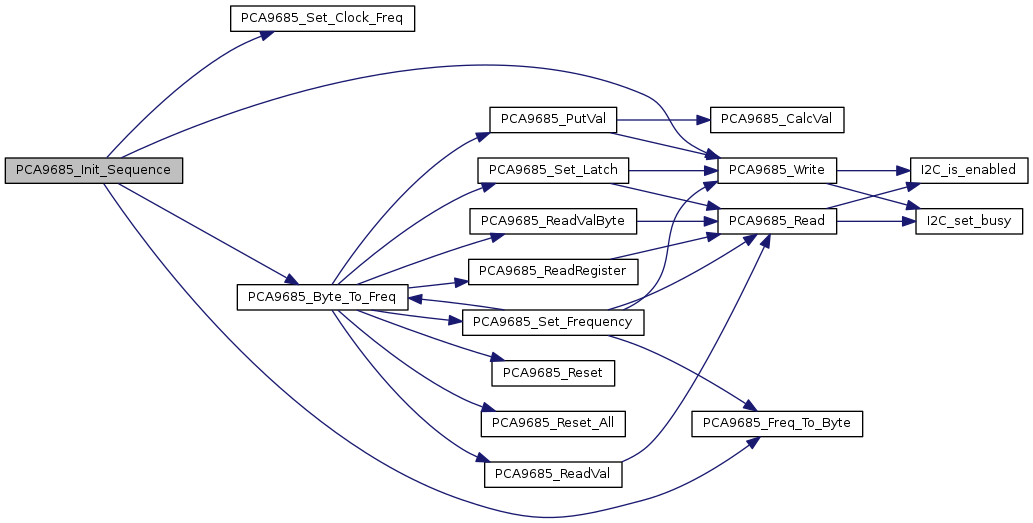 PCA9685_Set_Clock_Freq
PCA9685_PutVal
PCA9685_CalcVal
PCA9685_Init_Sequence
PCA9685_Set_Latch
PCA9685_Write
I2C_is_enabled
PCA9685_ReadValByte
PCA9685_Read
I2C_set_busy
PCA9685_ReadRegister
PCA9685_Byte_To_Freq
PCA9685_Set_Frequency
PCA9685_Reset
PCA9685_Reset_All
PCA9685_Freq_To_Byte
PCA9685_ReadVal